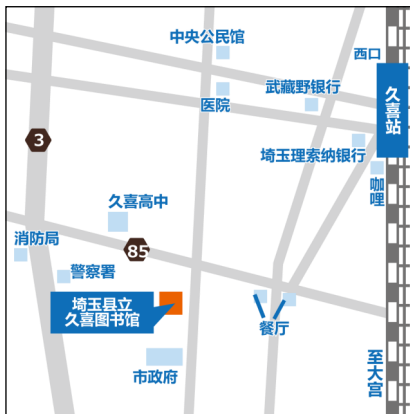 中央公民馆
西口
武藏野银行
久喜站
医院
埼玉理索纳银行
咖哩
3
久喜高中
消防局
85
警察署
埼玉县立
久喜图书馆
餐厅
市政府
至大宫